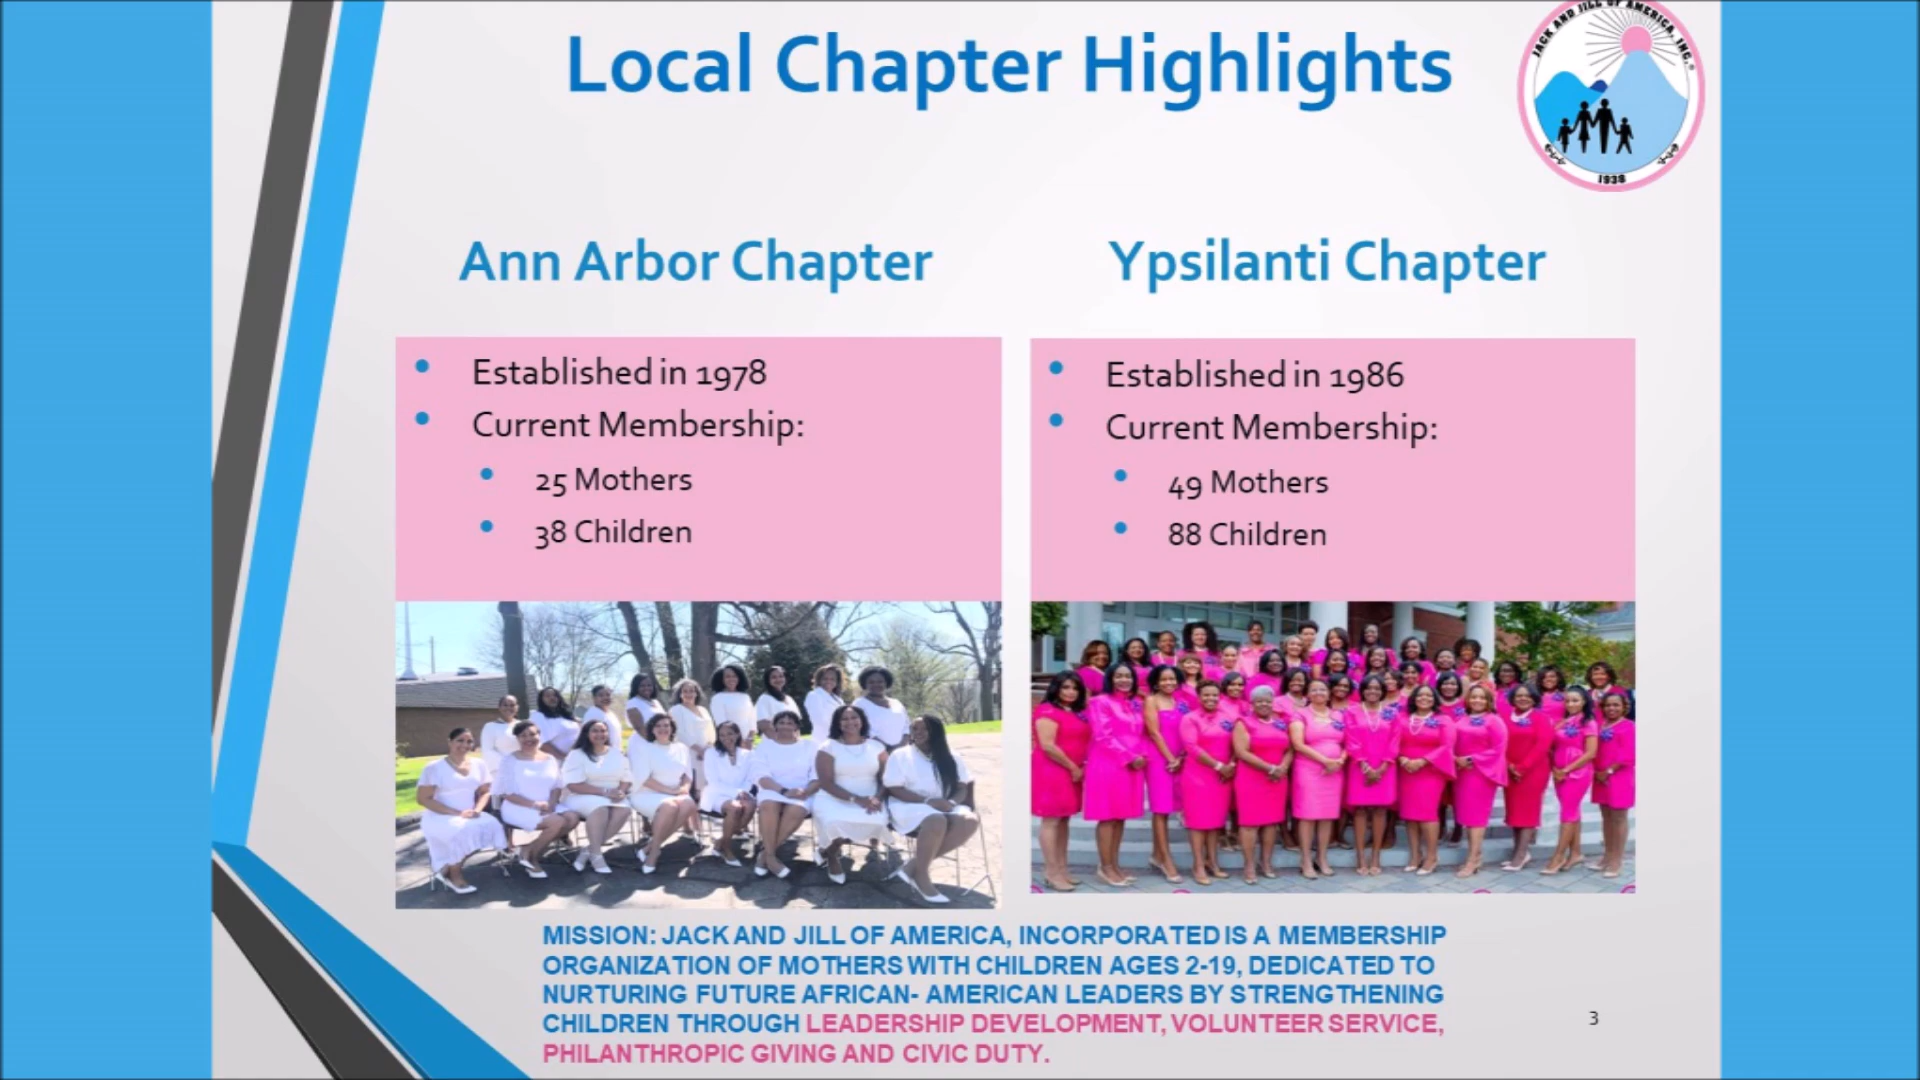 Local Chapter Highlights
JACK AND JILL OF AMERICA, INC.®
1938
Ann Arbor Chapter
Established in 1978
Current Membership:
25 Mothers
38 Children
Ypsilanti Chapter
Established in 1986
Current Membership:
49 Mothers
88 Children
MISSION: JACK AND JILL OF AMERICA, INCORPORATED IS A MEMBERSHIP
ORGANIZATION OF MOTHERS WITH CHILDREN AGES 2-19, DEDICATED TO
NURTURING FUTURE AFRICAN- AMERICAN LEADERS BY STRENGTHENING
CHILDREN THROUGH LEADERSHIP DEVELOPMENT, VOLUNTEER SERVICE,
PHILANTHROPIC GIVING AND CIVIC DUTY.
3